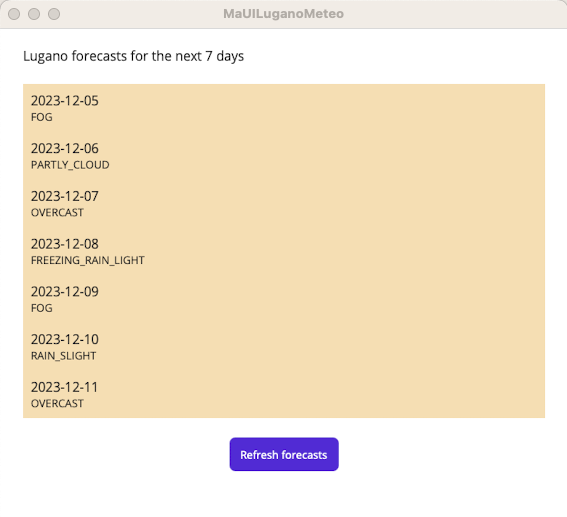 MaUILuganoMeteo
Lugano forecasts for the next 7 days
2023-12-05
FOG
2023-12-06
PARTLY_CLOUD
2023-12-07
OVERCAST
2023-12-08
FREEZING_RAIN_LIGHT
2023-12-09
FOG
2023-12-10
RAIN_SLIGHT
2023-12-11
OVERCAST
Refresh forecasts